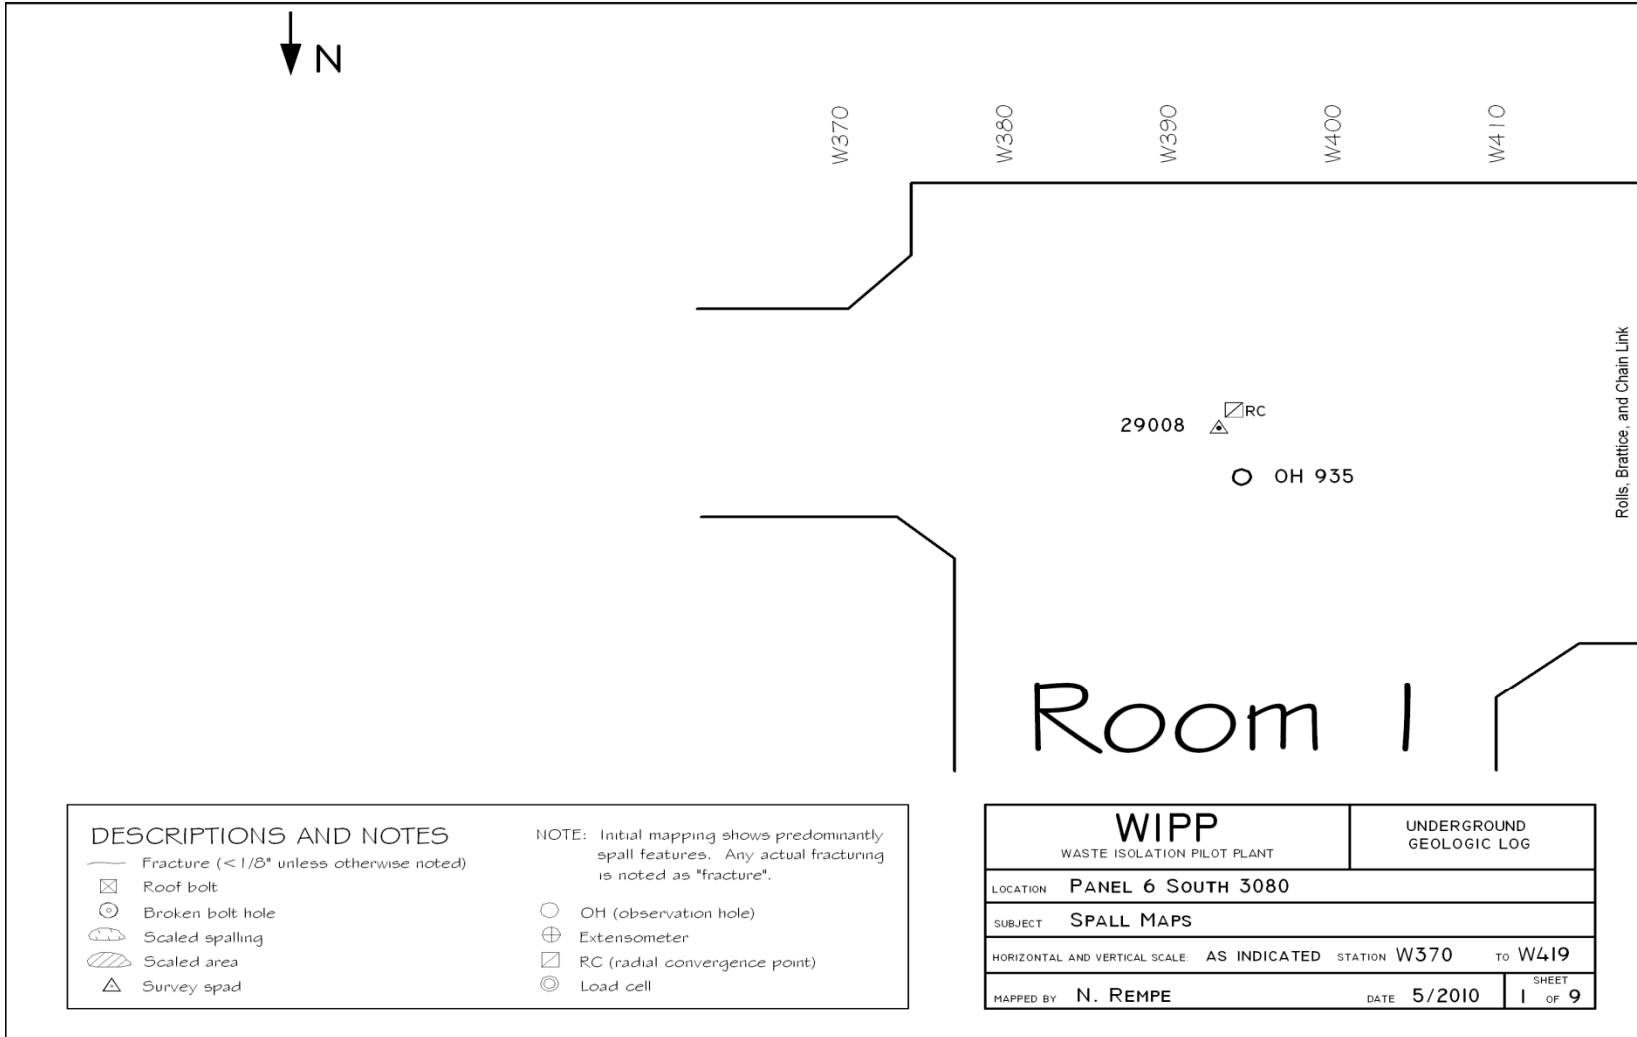 N
W370
W380
W390
W400
W410
RC
29008
OH 935
Rolls, Brattice, and Chain Link
Room 1
DESCRIPTIONS AND NOTES
Fracture (<1/8" unless otherwise noted)
Roof bolt
Broken bolt hole
Scaled spalling
Scaled area
Survey spad
NOTE: Initial mapping shows predominantly
spall features. Any actual fracturing
is noted as "fracture".
OH (observation hole)
Extensometer
RC (radial convergence point)
Load cell
WIPP
WASTE ISOLATION PILOT PLANT
UNDERGROUND
GEOLOGIC LOG
LOCATION PANEL 6 SOUTH 3080
SUBJECT SPALL MAPS
HORIZONTAL AND VERTICAL SCALE: AS INDICATED STATION W370 TO W419
MAPPED BY N. REMPE DATE 5/2010
SHEET
1 OF 9